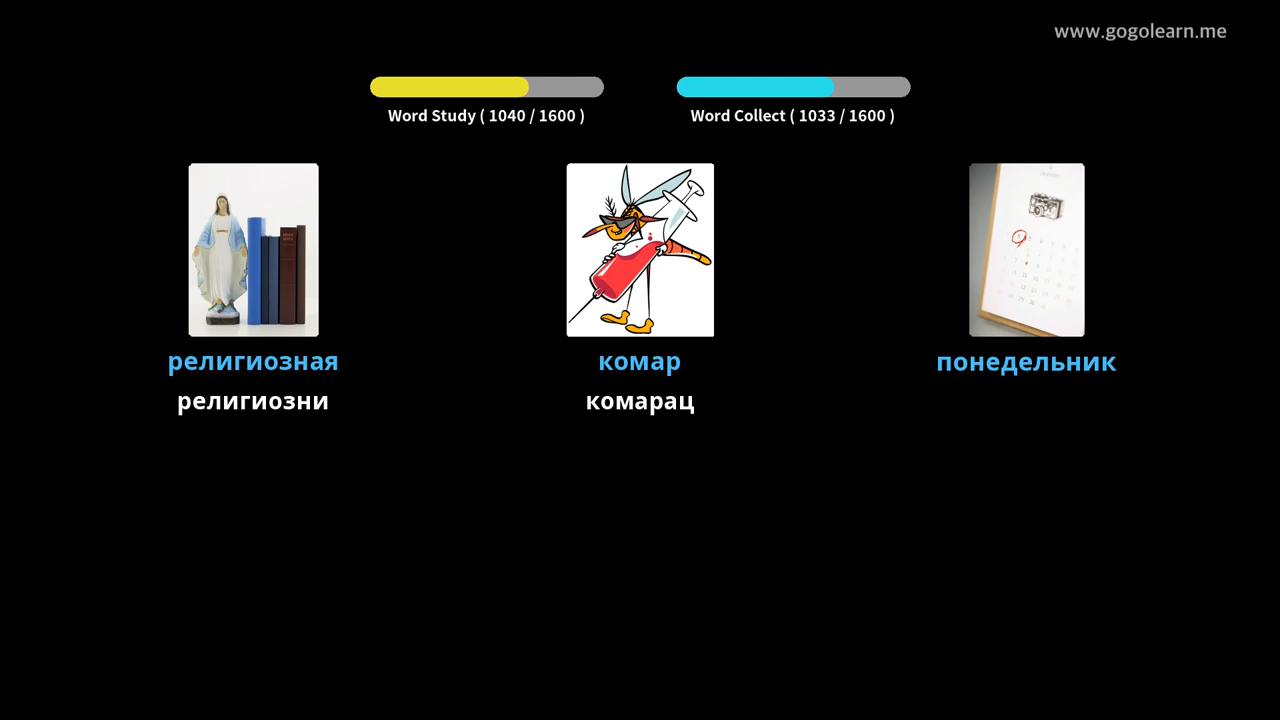 www.gogolearn.me
Word Study ( 1040 / 1600 )
Word Collect ( 1033 / 1600 )
религиозная
комар
понедельник
религиозни
комарац